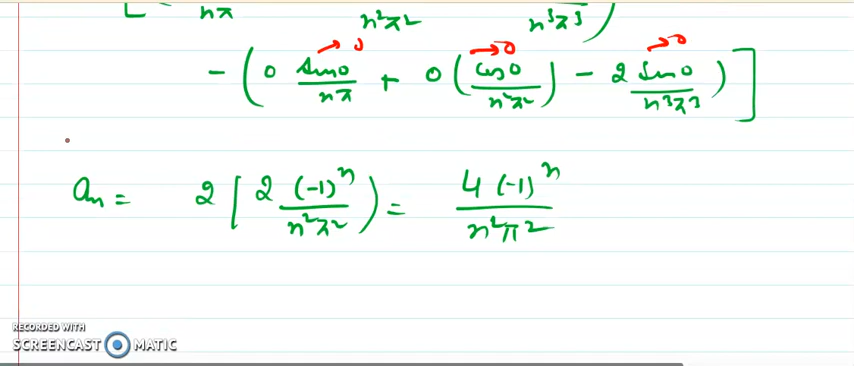 nπ n²π² n³π³ )
- ( 0 sin0/nπ → 0 + 0 ( cos0/n²π² ) → 0 - 2 sin0/n³π³ → 0 ) ]
an = 2 [ 2 (-1)^n / n²π² ) = 4 (-1)^n / n²π²
RECORDED WITH
SCREENCAST MATIC